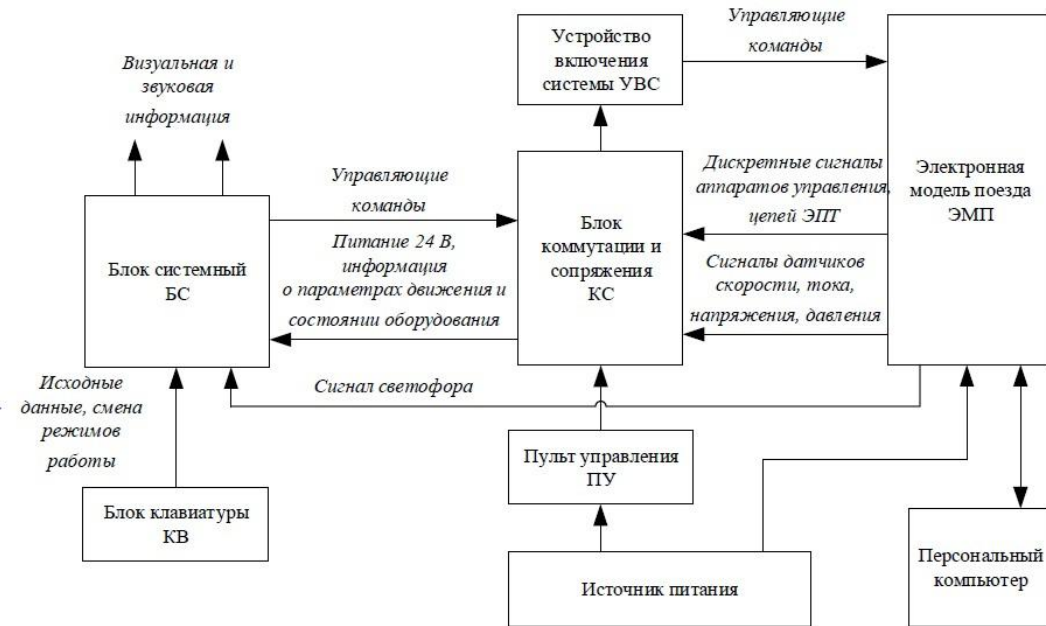 Визуальная и
звуковая
информация
Устройство
включения
системы УВС
Управляющие
команды
Управляющие
команды
Питание 24 В,
информация
о параметрах движения и
состоянии оборудования
Блок системный
БС
Блок
коммутации и
сопряжения
КС
Дискретные сигналы
аппаратов управления,
цепей ЭПТ
Сигналы датчиков
скорости, тока,
напряжения, давления
Электронная
модель поезда
ЭМП
Исходные
данные, смена
режимов
работы
Сигнал светофора
Блок клавиатуры
КВ
Пульт управления
ПУ
Источник питания
Персональный
компьютер